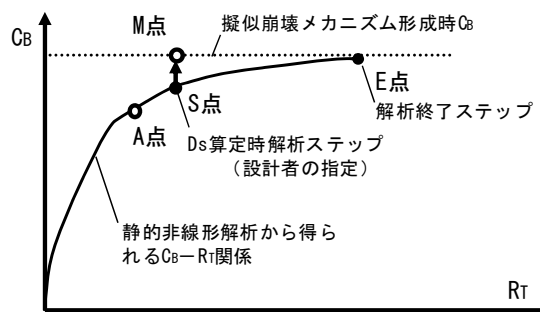 CB
M点
擬似崩壊メカニズム形成時CB
E点
解析終了ステップ
S点
A点
Ds算定時解析ステップ
（設計者の指定）
静的非線形解析から得ら
れるCB－RT関係
RT